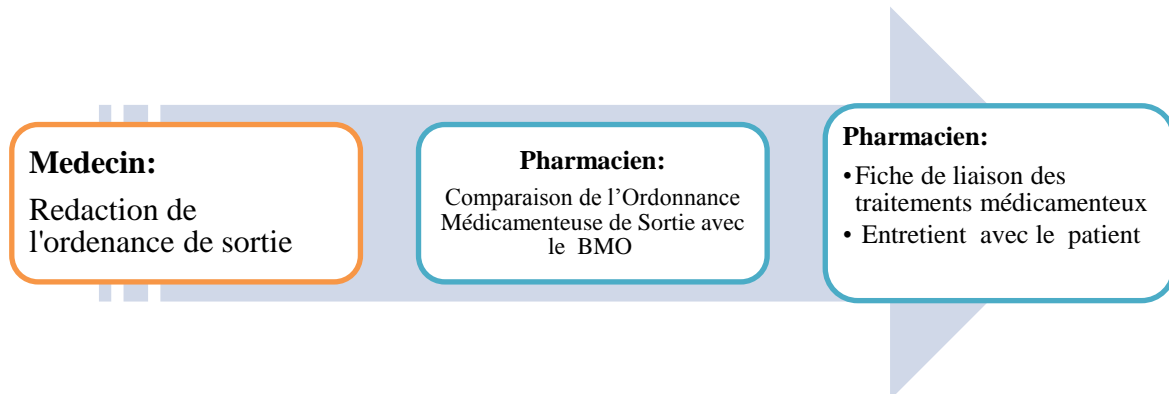 Medecin:
Redaction de
l'ordenance de sortie
Pharmacien:
Comparaison de l’Ordonnance
Médicamenteuse de Sortie avec
le BMO
Pharmacien:
•Fiche de liaison des
traitements médicamenteux
• Entretient avec le patient